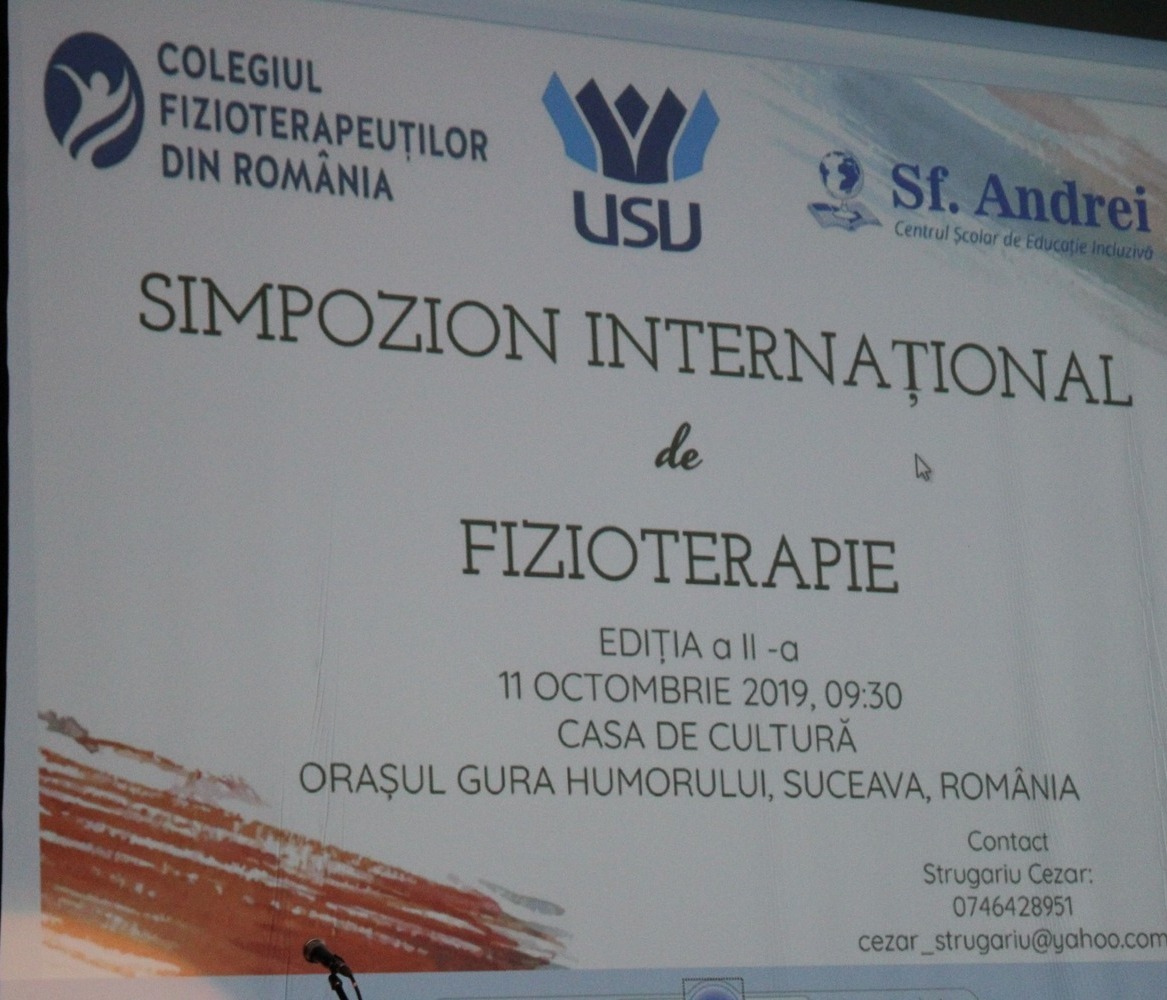 COLEGIUL
FIZIOTERAPEUȚILOR
DIN ROMÂNIA
USU
Sf. Andrei
Centrul Școlar de Educație Incluzivă
SIMPOZION INTERNAȚIONAL
de
FIZIOTERAPIE
EDIȚIA a II -a
11 OCTOMBRIE 2019, 09:30
CASA DE CULTURĂ
ORAȘUL GURA HUMORULUI, SUCEAVA, ROMÂNIA
Contact
Strugariu Cezar:
0746428951
cezar_strugariu@yahoo.com